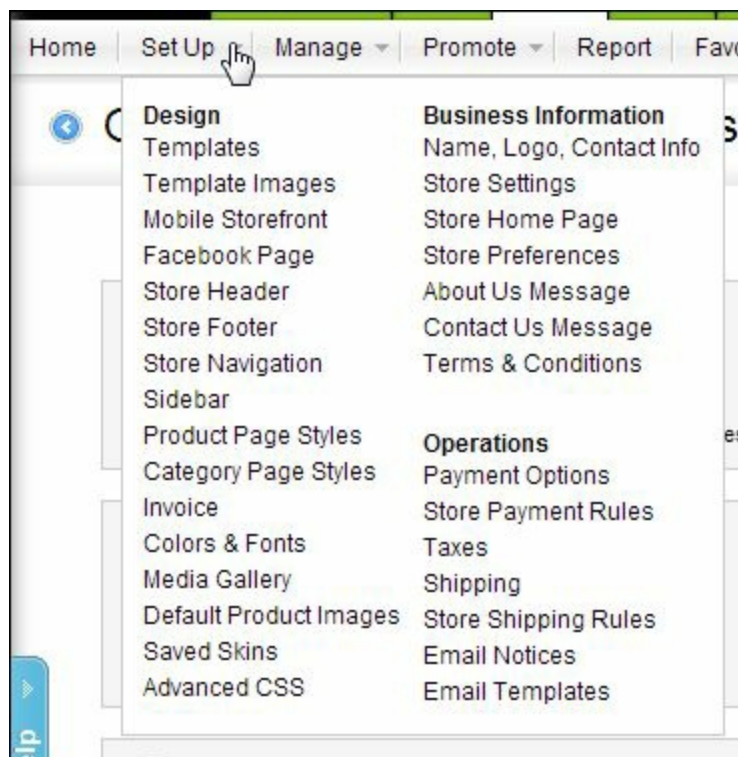 Home Set Up Manage Promote Report
Design
Templates
Template Images
Mobile Storefront
Facebook Page
Store Header
Store Footer
Store Navigation
Sidebar
Product Page Styles
Category Page Styles
Invoice
Colors & Fonts
Media Gallery
Default Product Images
Saved Skins
Advanced CSS
Business Information
Name, Logo, Contact Info
Store Settings
Store Home Page
Store Preferences
About Us Message
Contact Us Message
Terms & Conditions
Operations
Payment Options
Store Payment Rules
Taxes
Shipping
Store Shipping Rules
Email Notices
Email Templates